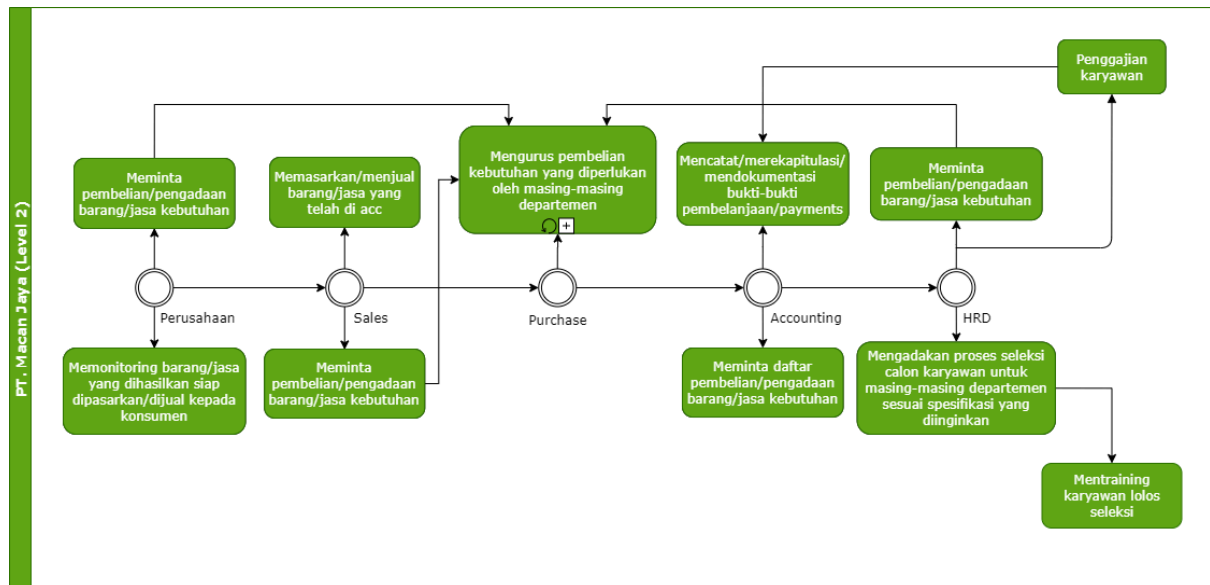 PT. Macan Jaya (Level 2)
Penggajian
karyawan
Meminta
pembelian/pengadaan
barang/jasa kebutuhan
Memasarkan/menjual
barang/jasa yang
telah di acc
Mengurus pembelian
kebutuhan yang diperlukan
oleh masing-masing
departemen
Mencatat/merekapitulasi/
mendokumentasi
bukti-bukti
pembelanjaan/payments
Meminta
pembelian/pengadaan
barang/jasa kebutuhan
Perusahaan
Sales
Purchase
Accounting
HRD
Memonitoring barang/jasa
yang dihasilkan siap
dipasarkan/dijual kepada
konsumen
Meminta
pembelian/pengadaan
barang/jasa kebutuhan
Meminta daftar
pembelian/pengadaan
barang/jasa kebutuhan
Mengadakan proses seleksi
calon karyawan untuk
masing-masing departemen
sesuai spesifikasi yang
diinginkan
Mentraining
karyawan lolos
seleksi